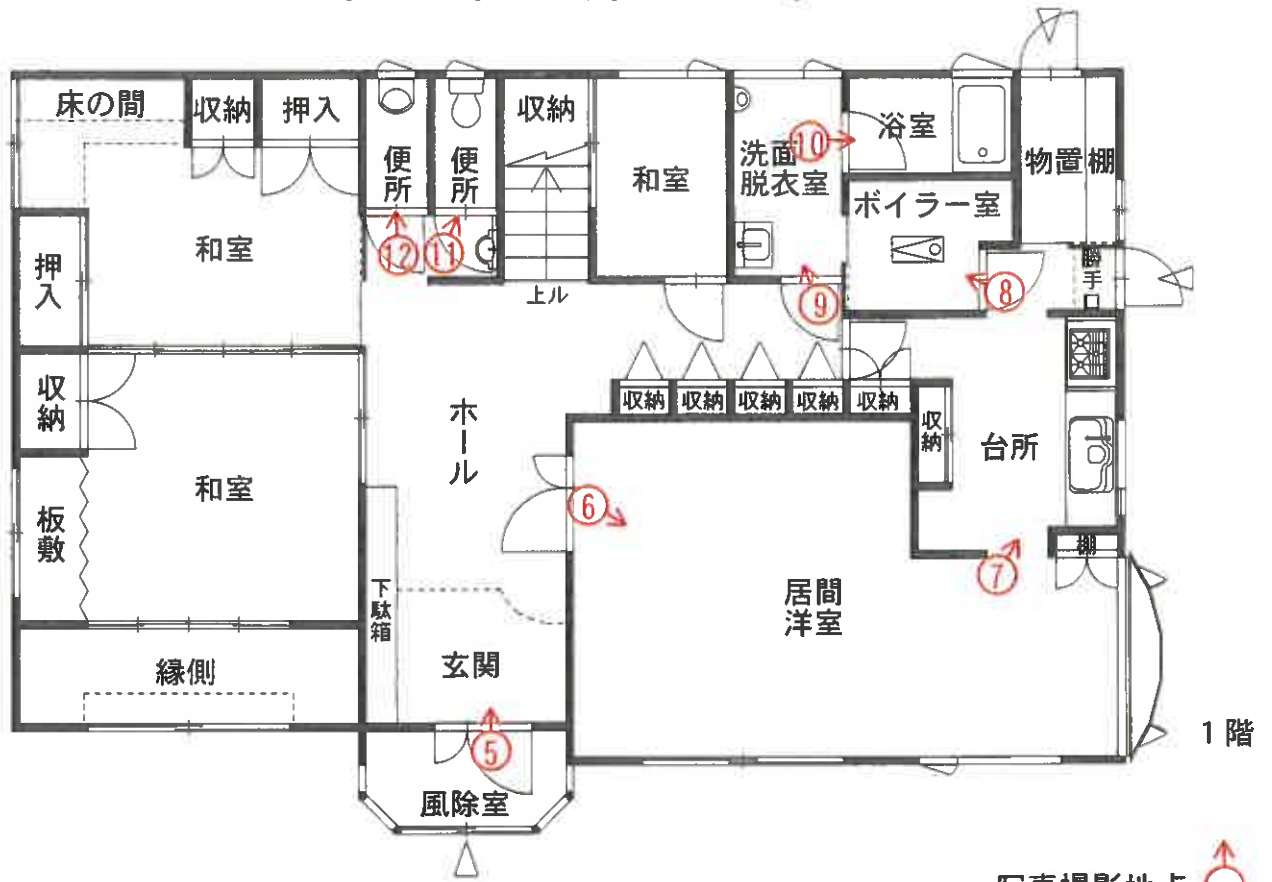 床の間
収納
押入
便所
便所
収納
和室
洗面
脱衣室
浴室
物置
棚
ボイラー室
勝手口
和室
押入
上ル
⑩
⑫
⑪
⑨
⑧
収納
収納
収納
収納
収納
収納
収納
台所
ホール
和室
板敷
⑥
⑦
棚
下駄箱
居間
洋室
縁側
玄関
⑤
風除室
1階